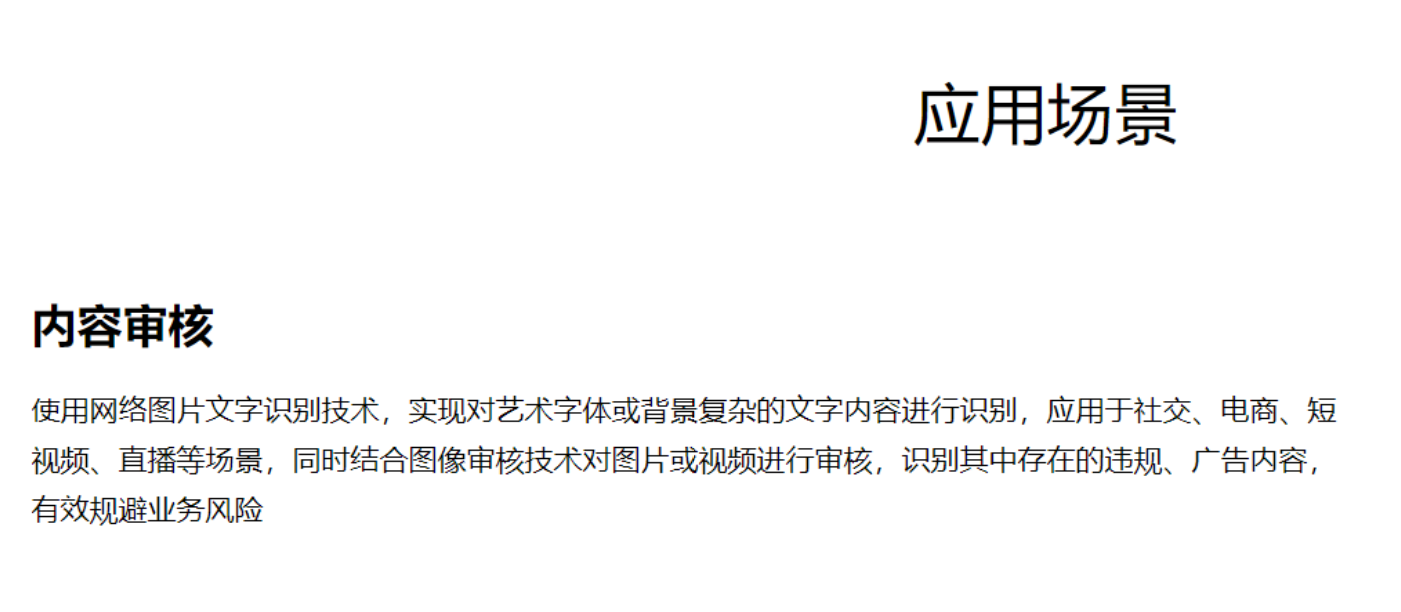 应用场景
内容审核
使用网络图片文字识别技术，实现对艺术字体或背景复杂的文字内容进行识别，应用于社交、电商、短
视频、直播等场景，同时结合图像审核技术对图片或视频进行审核，识别其中存在的违规、广告内容，
有效规避业务风险